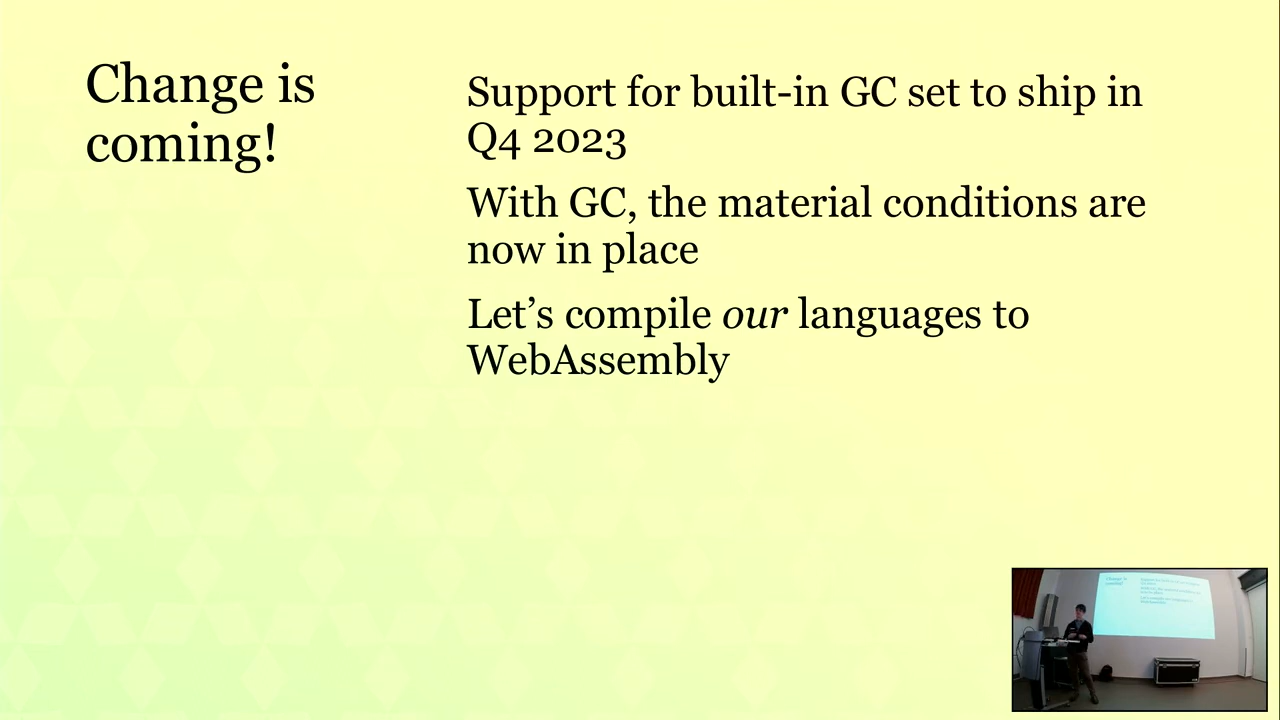 Change is
coming!
Support for built-in GC set to ship in
Q4 2023
With GC, the material conditions are
now in place
Let’s compile our languages to
WebAssembly